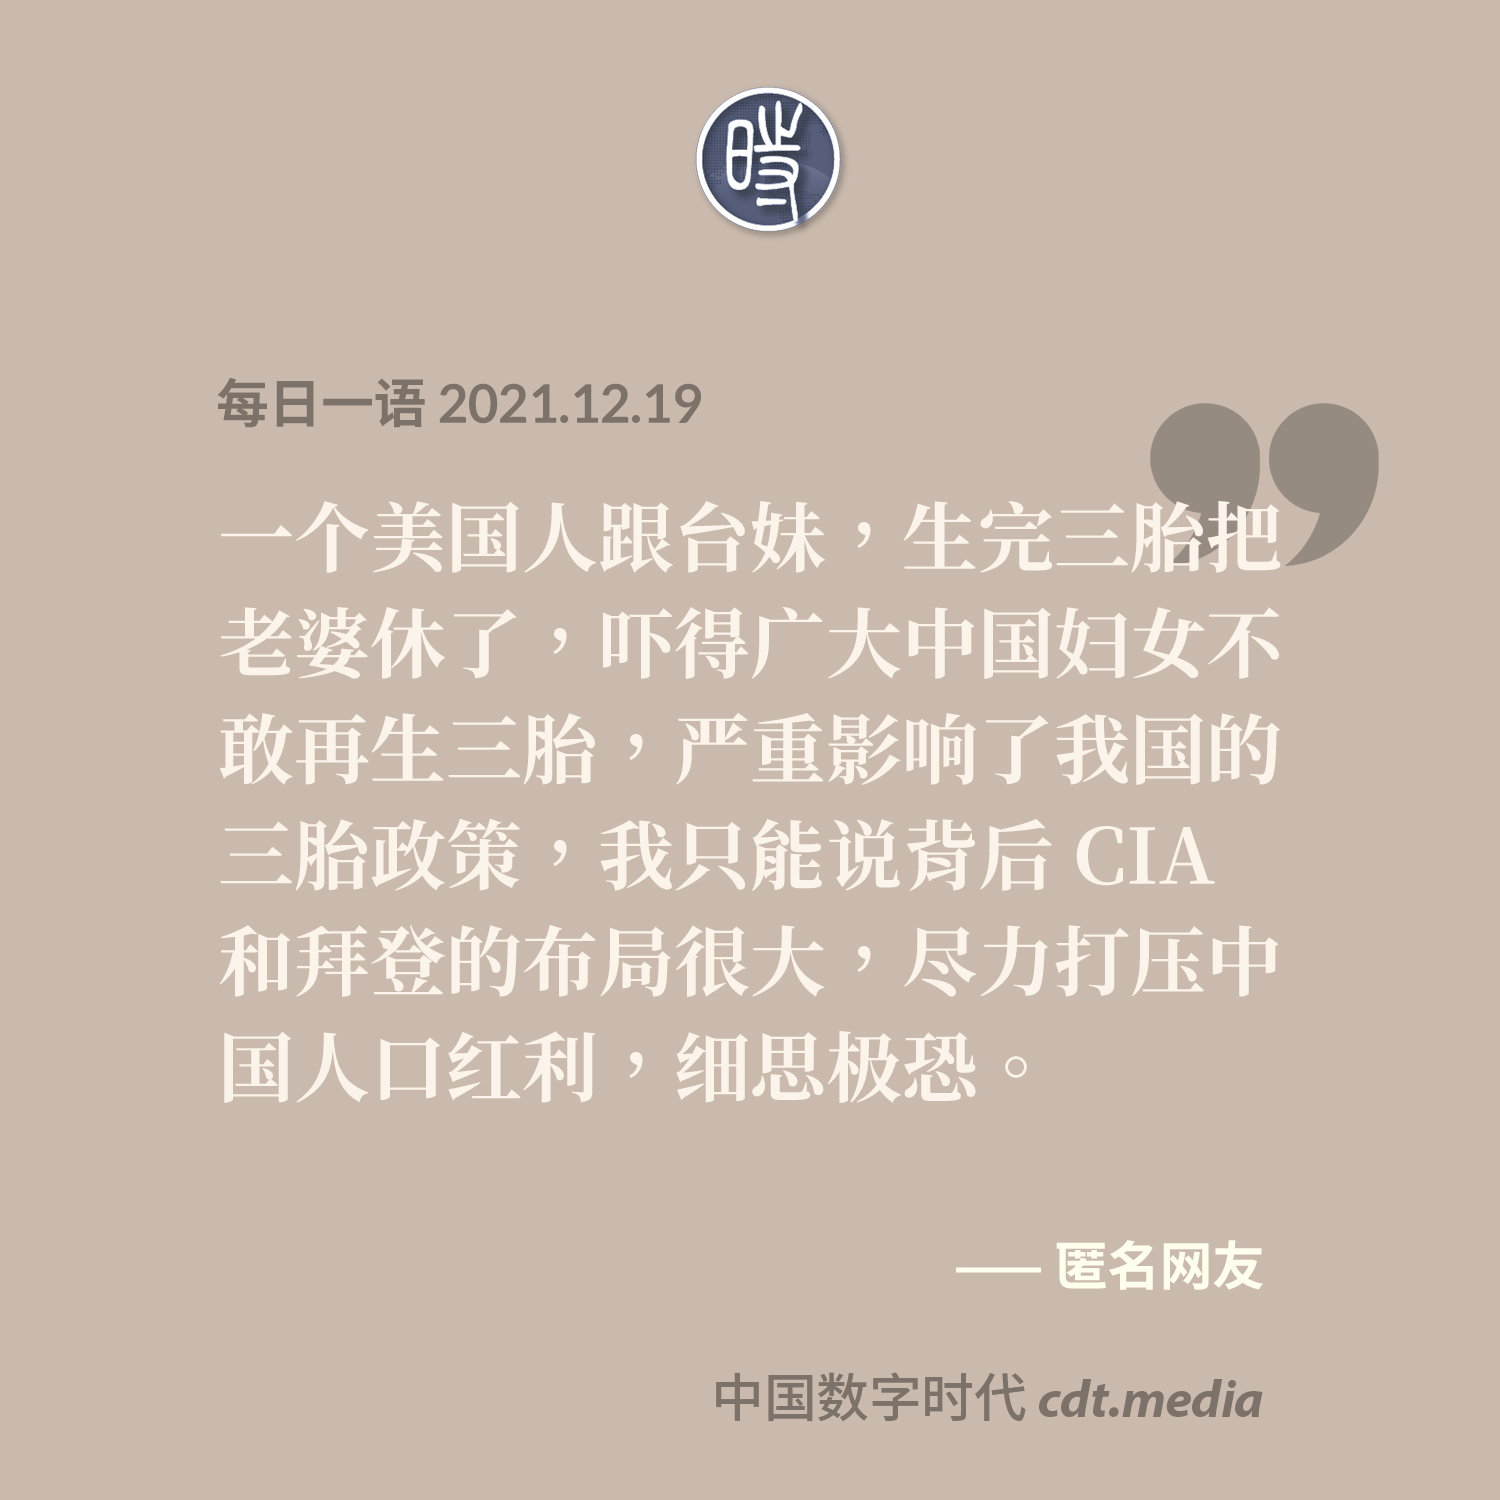 時
每日一语 2021.12.19
一个美国人跟台妹，生完三胎把
老婆休了，吓得广大中国妇女不
敢再生三胎，严重影响了我国的
三胎政策，我只能说背后 CIA
和拜登的布局很大，尽力打压中
国人口红利，细思极恐。
—— 匿名网友
中国数字时代 cdt.media